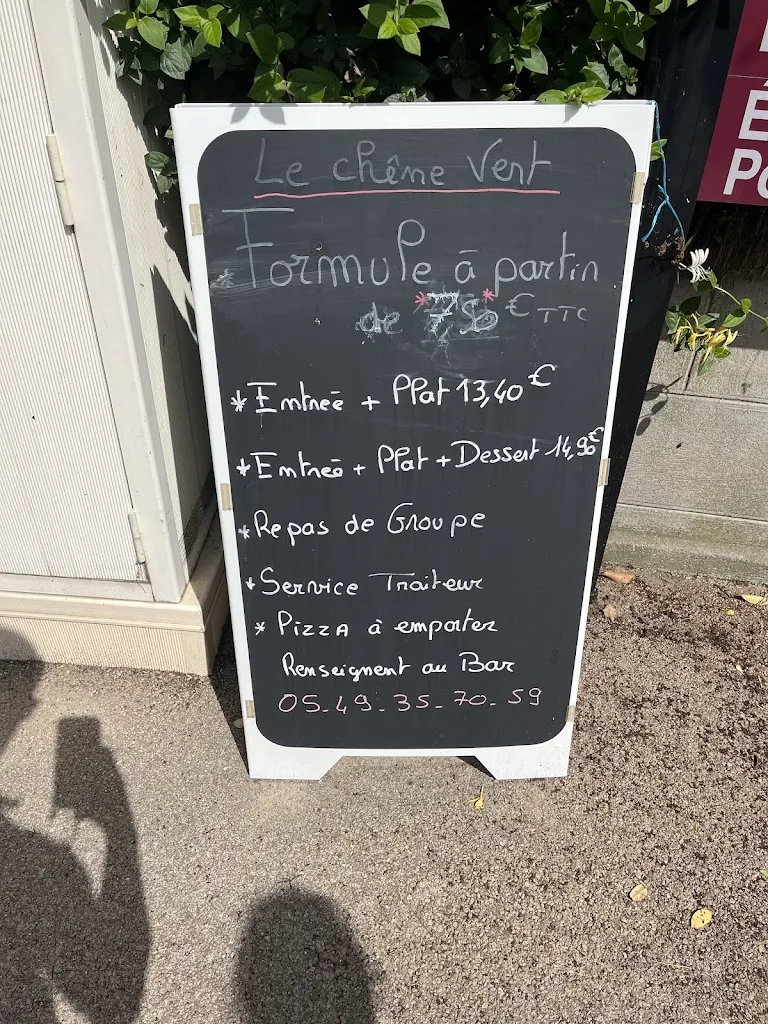 Le chêne Vert
* Formule à partir
de *7,50* € TTC
* Entrée + Plat 13,40€
* Entrée + Plat + Dessert 14,90€
* Repas de Groupe
* Service Traiteur
* Pizza à emporter
Renseignent au Bar
05.49.35.70.59